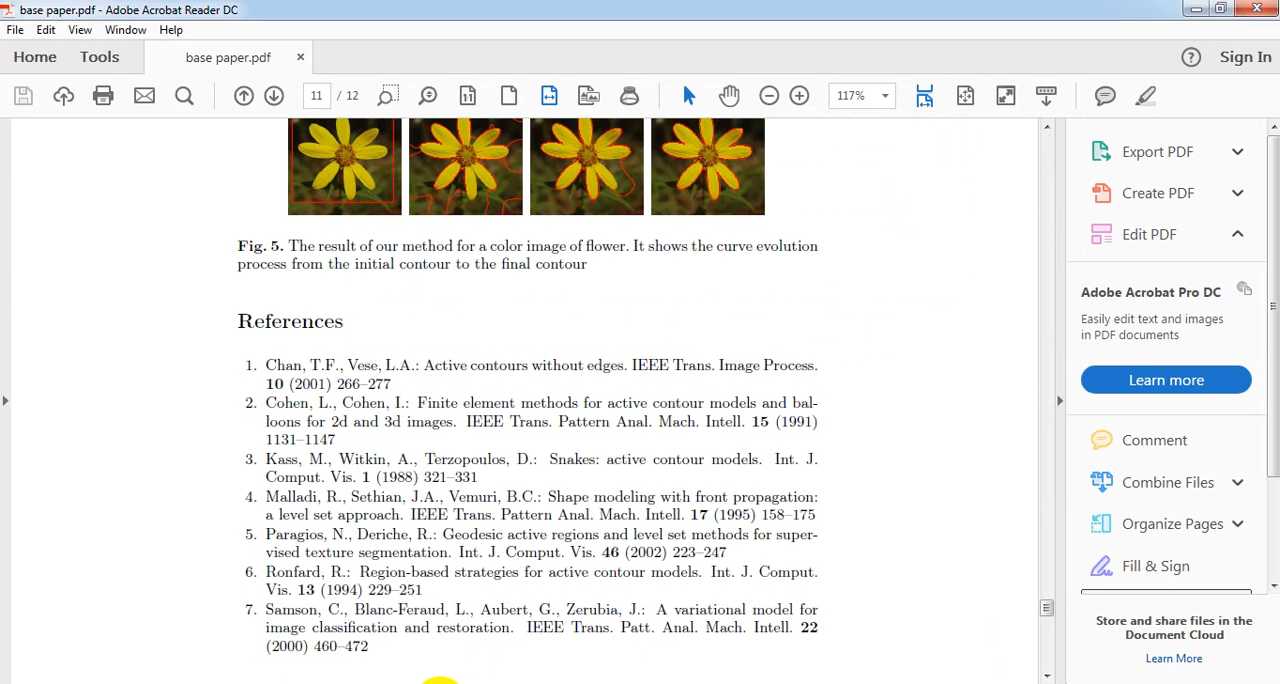 base paper.pdf - Adobe Acrobat Reader DC
File Edit View Window Help
Home Tools base paper.pdf × ? Sign In
11 / 12 117%
Fig. 5. The result of our method for a color image of flower. It shows the curve evolution
process from the initial contour to the final contour
References
1. Chan, T.F., Vese, L.A.: Active contours without edges. IEEE Trans. Image Process.
10 (2001) 266–277
2. Cohen, L., Cohen, I.: Finite element methods for active contour models and bal-
loons for 2d and 3d images. IEEE Trans. Pattern Anal. Mach. Intell. 15 (1991)
1131–1147
3. Kass, M., Witkin, A., Terzopoulos, D.: Snakes: active contour models. Int. J.
Comput. Vis. 1 (1988) 321–331
4. Malladi, R., Sethian, J.A., Vemuri, B.C.: Shape modeling with front propagation:
a level set approach. IEEE Trans. Pattern Anal. Mach. Intell. 17 (1995) 158–175
5. Paragios, N., Deriche, R.: Geodesic active regions and level set methods for super-
vised texture segmentation. Int. J. Comput. Vis. 46 (2002) 223–247
6. Ronfard, R.: Region-based strategies for active contour models. Int. J. Comput.
Vis. 13 (1994) 229–251
7. Samson, C., Blanc-Feraud, L., Aubert, G., Zerubia, J.: A variational model for
image classification and restoration. IEEE Trans. Patt. Anal. Mach. Intell. 22
(2000) 460–472
Export PDF
Create PDF
Edit PDF
Adobe Acrobat Pro DC
Easily edit text and images
in PDF documents
Learn more
Comment
Combine Files
Organize Pages
Fill & Sign
Store and share files in the
Document Cloud
Learn More